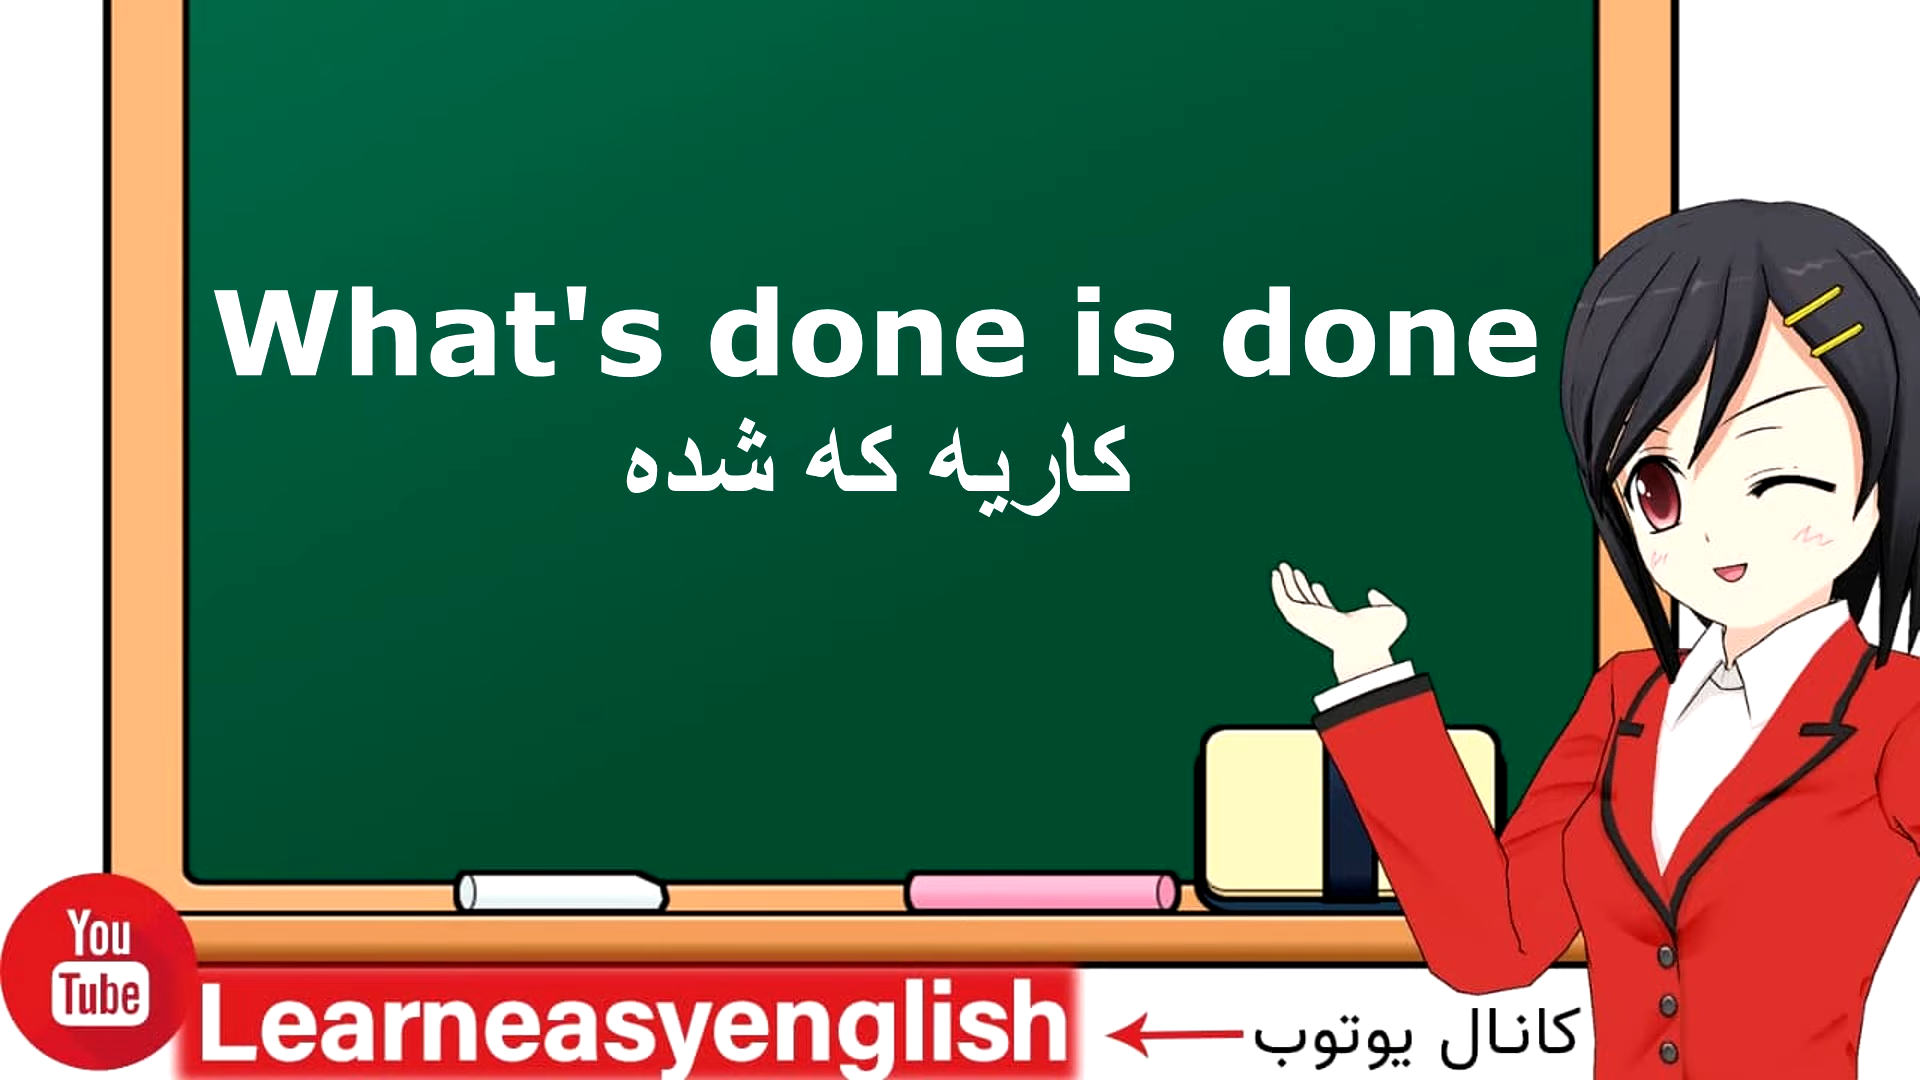 What's done is done
کاریه که شده
You
Tube
Learneasyenglish
کانال یوتوب